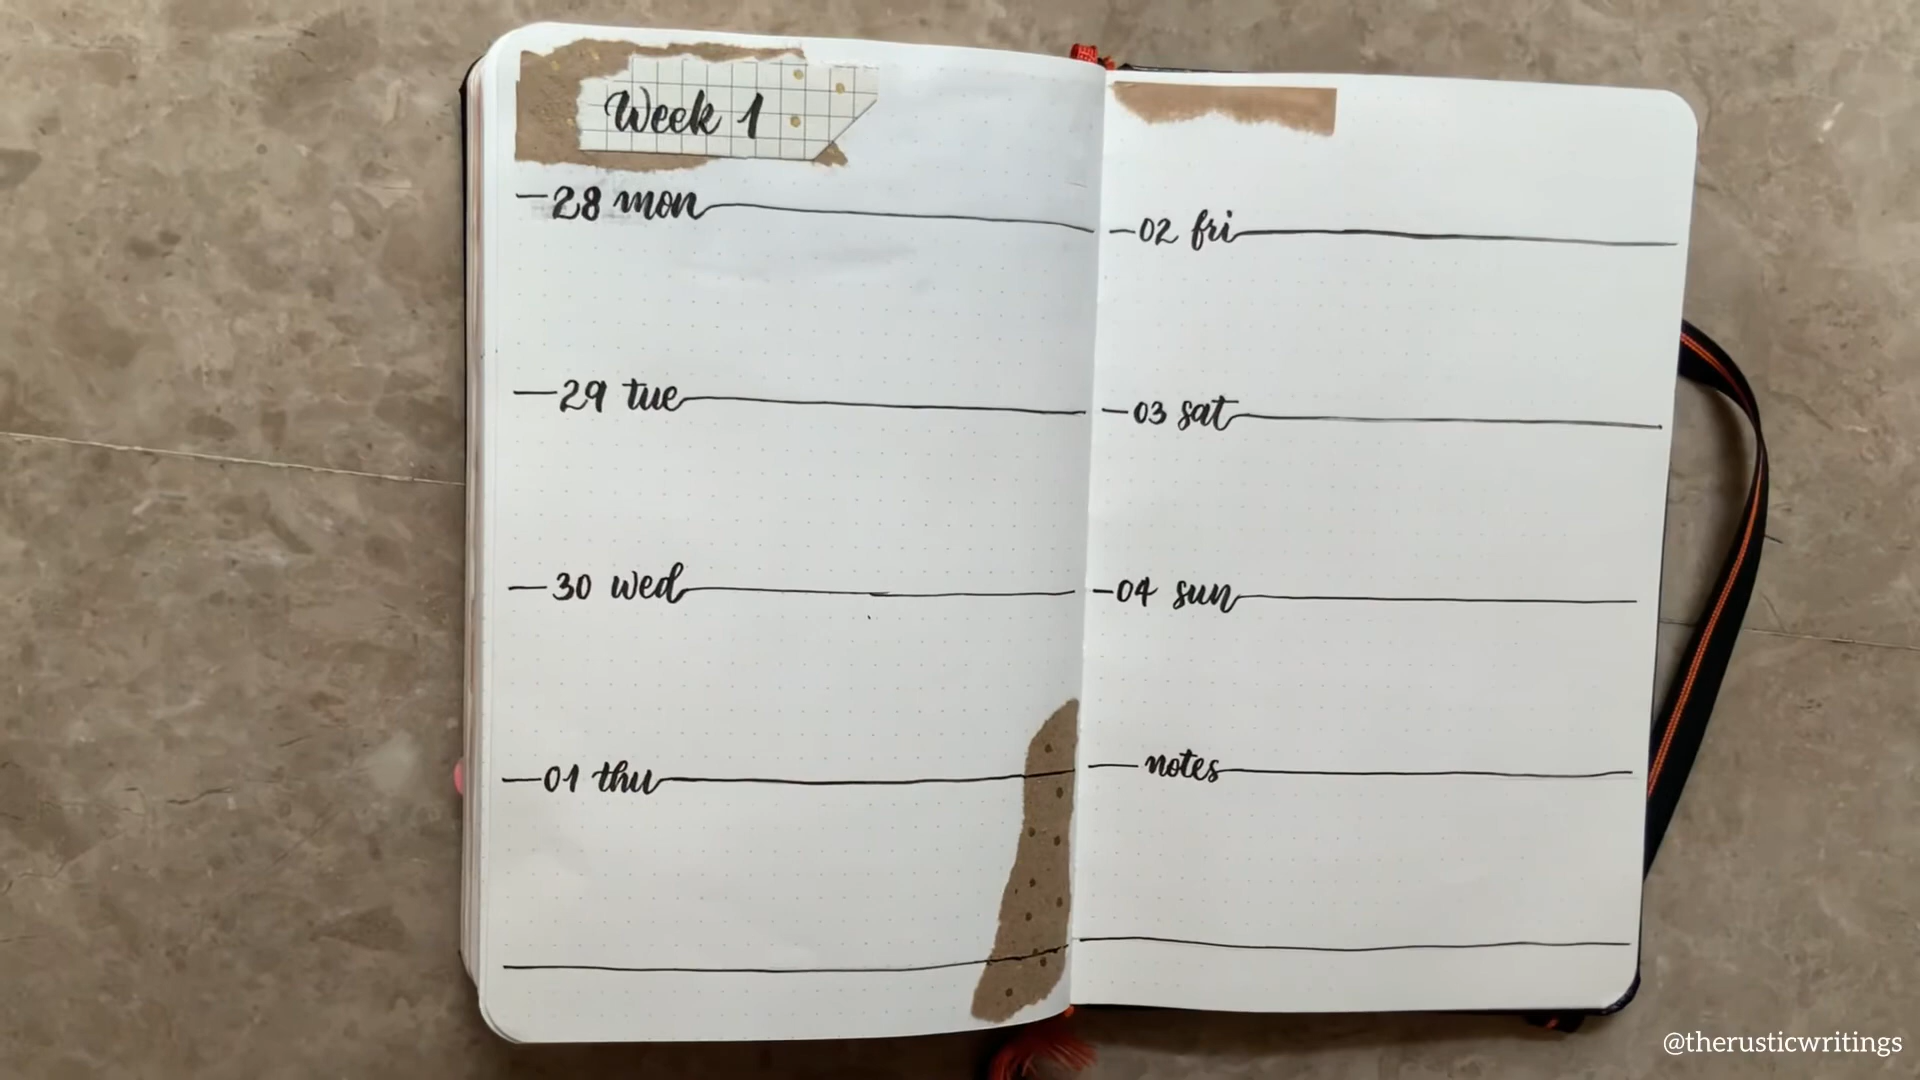 Week 1
28 mon
29 tue
30 wed
01 thu
02 fri
03 sat
04 sun
notes
@therusticwritings